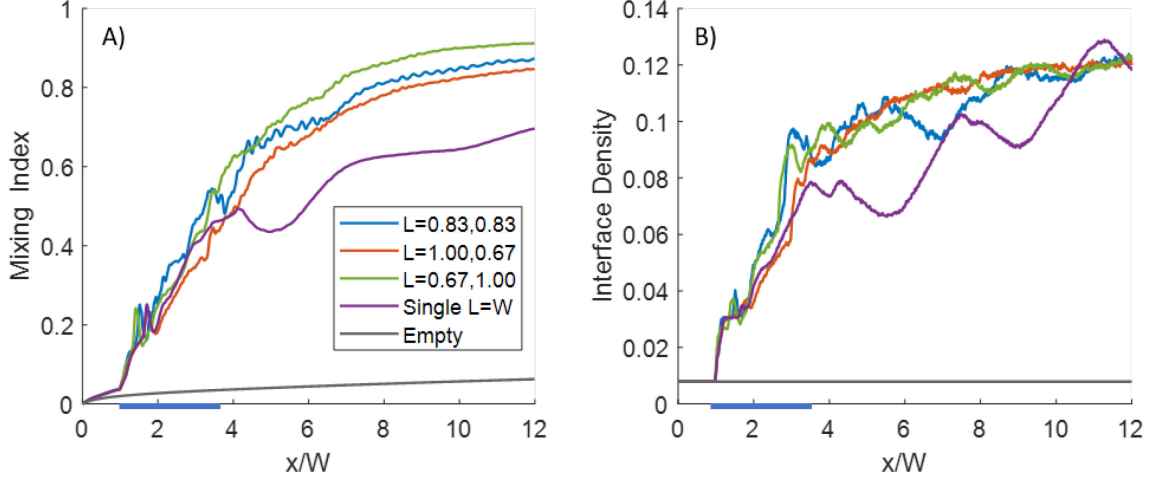 A)
Mixing Index
1
0.8
0.6
0.4
0.2
0
L=0.83,0.83
L=1.00,0.67
L=0.67,1.00
Single L=W
Empty
0 2 4 6 8 10 12
x/W
B)
Interface Density
0.14
0.12
0.1
0.08
0.06
0.04
0.02
0
0 2 4 6 8 10 12
x/W